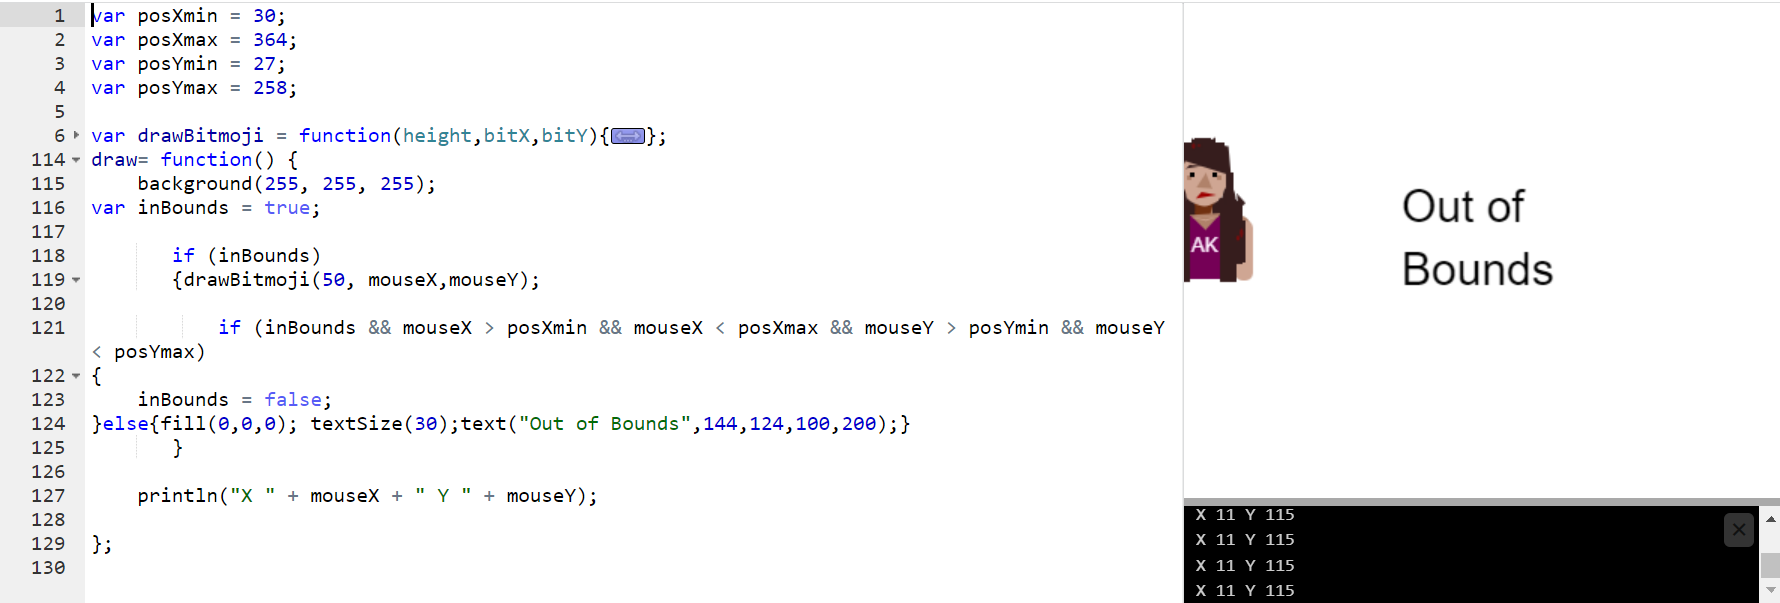 1 var posXmin = 30;
2 var posXmax = 364;
3 var posYmin = 27;
4 var posYmax = 258;
5
6 var drawBitmoji = function(height,bitX,bitY){};
114 draw= function() {
115     background(255, 255, 255);
116 var inBounds = true;
117
118        if (inBounds)
119        {drawBitmoji(50, mouseX,mouseY);
120
121            if (inBounds && mouseX > posXmin && mouseX < posXmax && mouseY > posYmin && mouseY
< posYmax)
122 {
123     inBounds = false;
124 }else{fill(0,0,0); textSize(30);text("Out of Bounds",144,124,100,200);}
125        }
126
127     println("X " + mouseX + " Y " + mouseY);
128
129 };
130
AK
Out of
Bounds
X 11 Y 115
X 11 Y 115
X 11 Y 115
X 11 Y 115